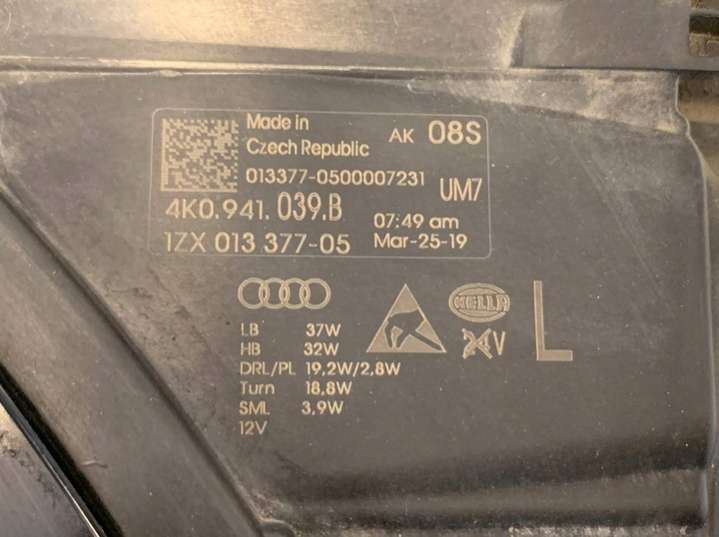 Made in
Czech Republic
AK 08S
013377-0500007231
UM7
4K0.941.039.B
07:49 am
1ZX 013 377-05
Mar-25-19
HELLA
24V
L
LB 37W
HB 32W
DRL/PL 19,2W/2,8W
Turn 18,8W
SML 3,9W
12V